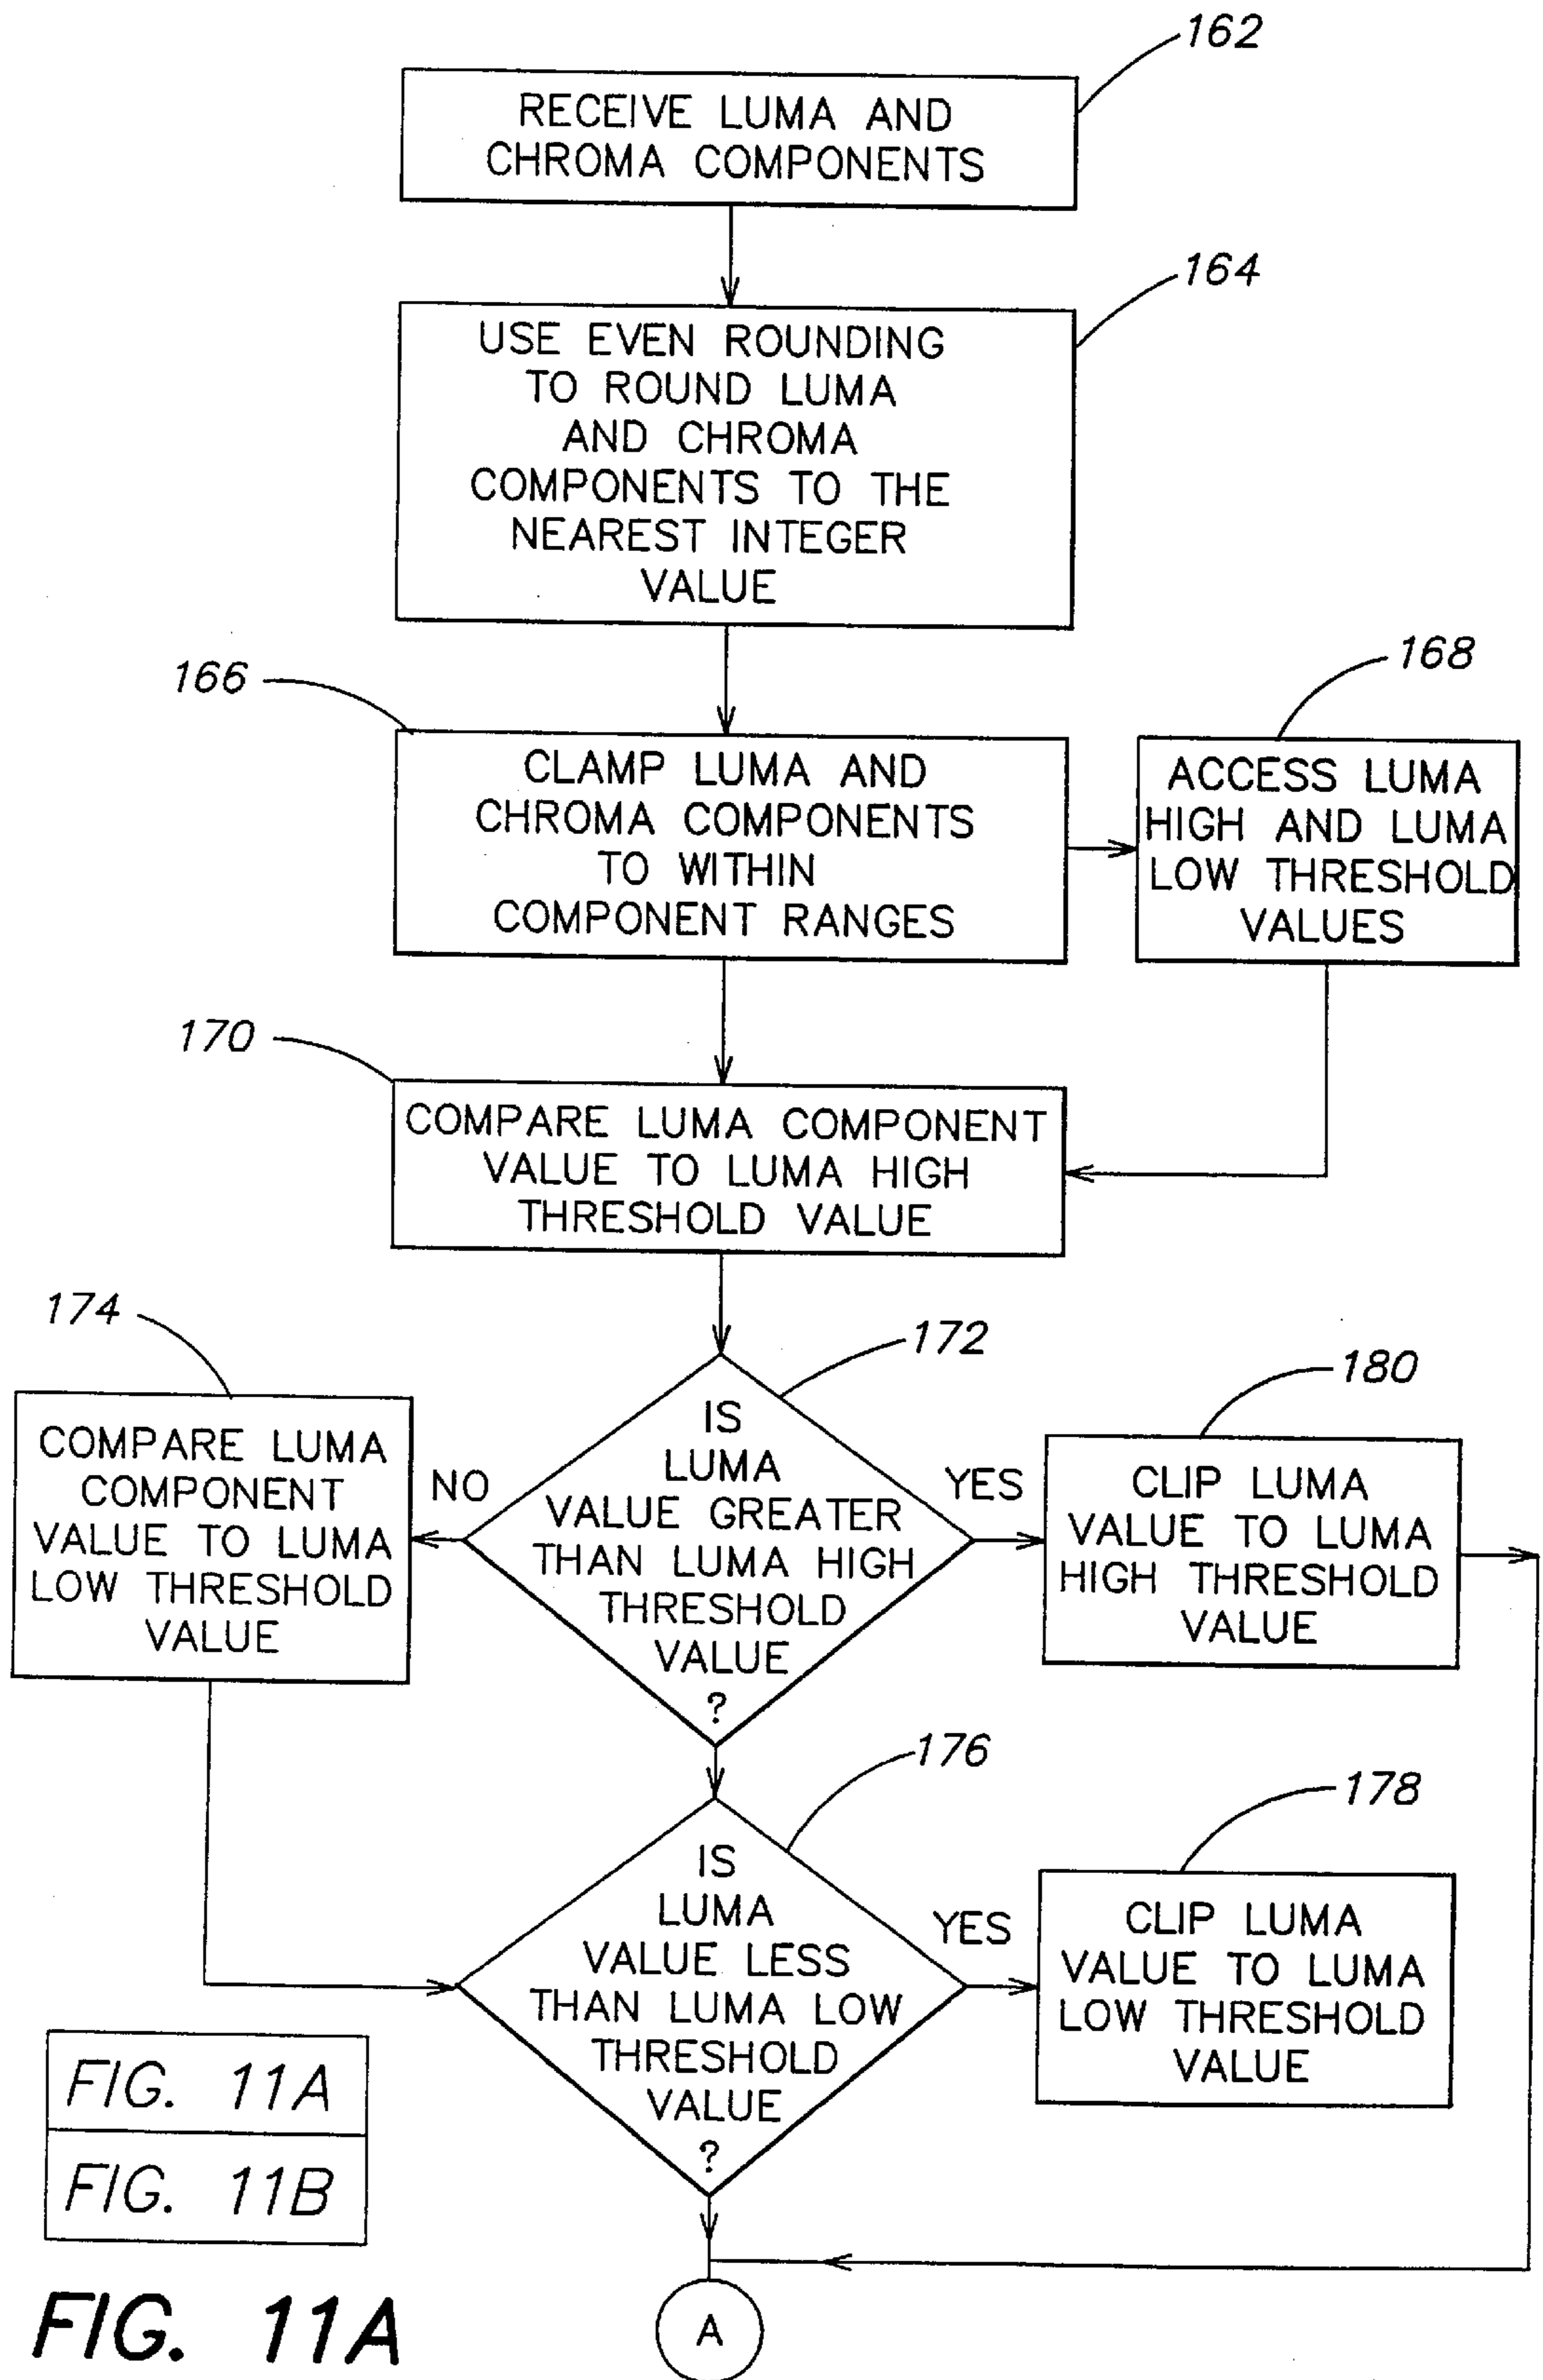 162
RECEIVE LUMA AND
CHROMA COMPONENTS
164
USE EVEN ROUNDING
TO ROUND LUMA
AND CHROMA
COMPONENTS TO THE
NEAREST INTEGER
VALUE
166
CLAMP LUMA AND
CHROMA COMPONENTS
TO WITHIN
COMPONENT RANGES
168
ACCESS LUMA
HIGH AND LUMA
LOW THRESHOLD
VALUES
170
COMPARE LUMA COMPONENT
VALUE TO LUMA HIGH
THRESHOLD VALUE
172
IS
LUMA
VALUE GREATER
THAN LUMA HIGH
THRESHOLD
VALUE
?
NO
174
COMPARE LUMA
COMPONENT
VALUE TO LUMA
LOW THRESHOLD
VALUE
YES
180
CLIP LUMA
VALUE TO LUMA
HIGH THRESHOLD
VALUE
176
IS
LUMA
VALUE LESS
THAN LUMA LOW
THRESHOLD
VALUE
?
YES
178
CLIP LUMA
VALUE TO LUMA
LOW THRESHOLD
VALUE
FIG. 11A
FIG. 11B
FIG. 11A
A